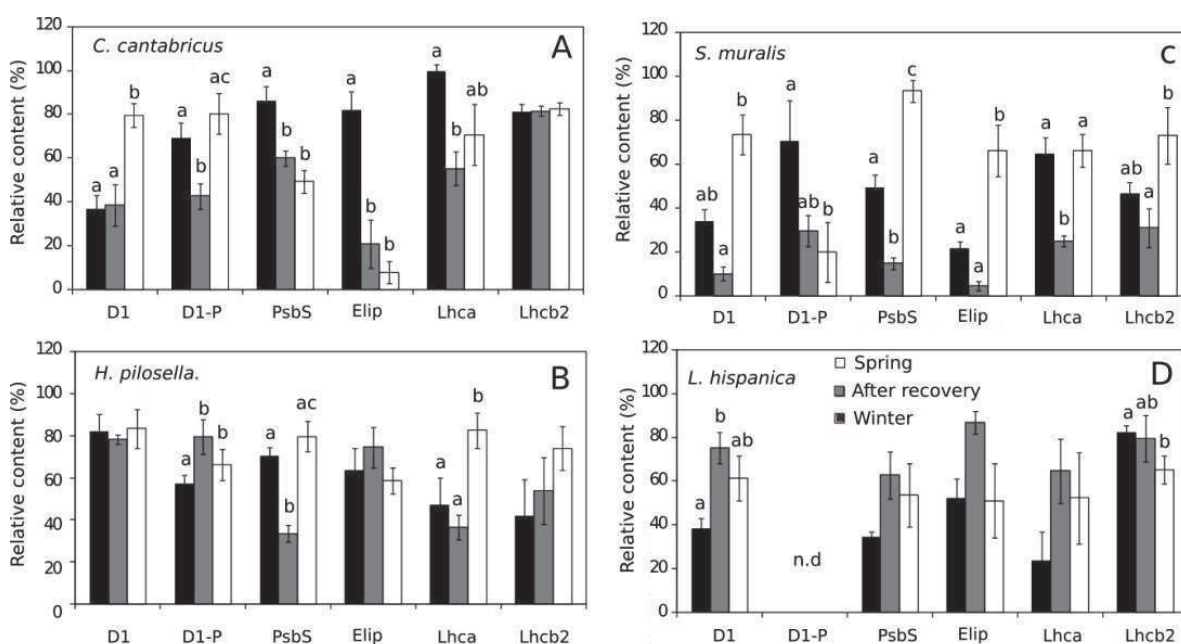 A
C. cantabricus
Relative content (%)
120
100
80
60
40
20
0
a a b
a b ac
a b b
a b b
a b ab
D1 D1-P PsbS Elip Lhca Lhcb2
C
S. muralis
Relative content (%)
120
100
80
60
40
20
0
ab a b
a ab b
a b c
a a b
a b a
ab a b
D1 D1-P PsbS Elip Lhca Lhcb2
B
H. pilosella.
Relative content (%)
120
100
80
60
40
20
0
a b b
a b ac
a a b
D1 D1-P PsbS Elip Lhca Lhcb2
D
L. hispanica
Spring
After recovery
Winter
Relative content (%)
120
100
80
60
40
20
0
a b ab
n.d
a ab b
D1 D1-P PsbS Elip Lhca Lhcb2